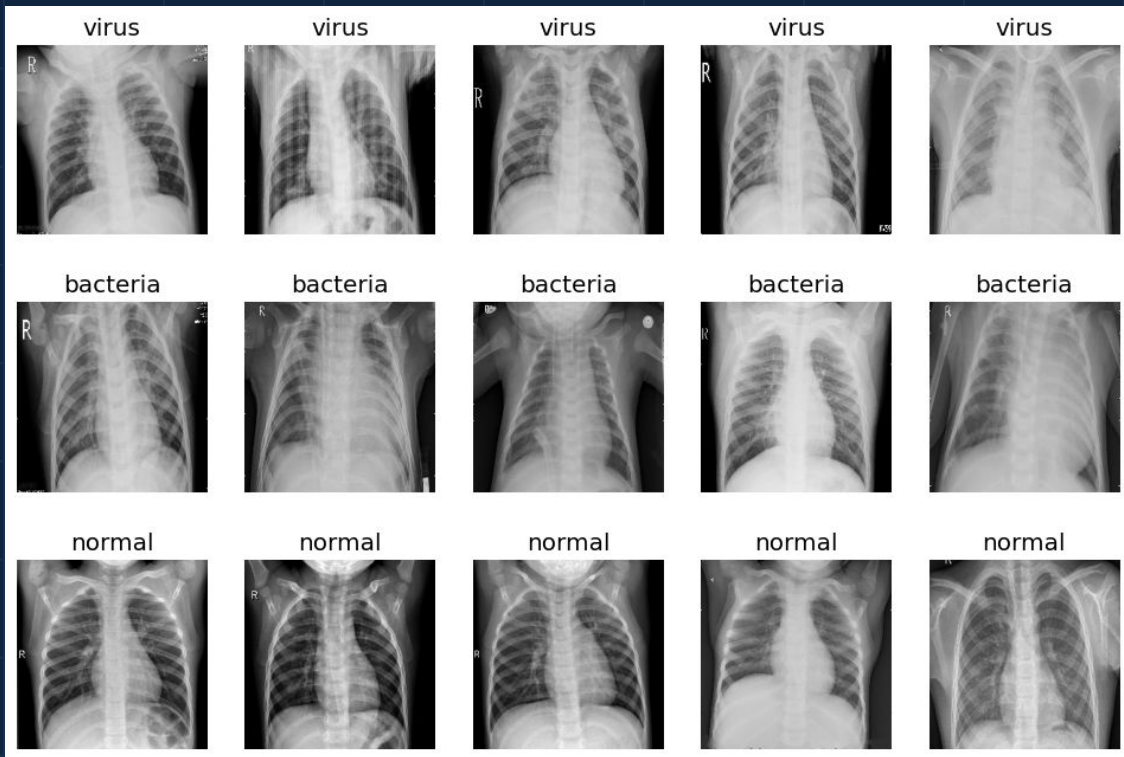 virus virus virus virus virus
R R R R R
bacteria bacteria bacteria bacteria bacteria
R R R R
normal normal normal normal normal
R R R R